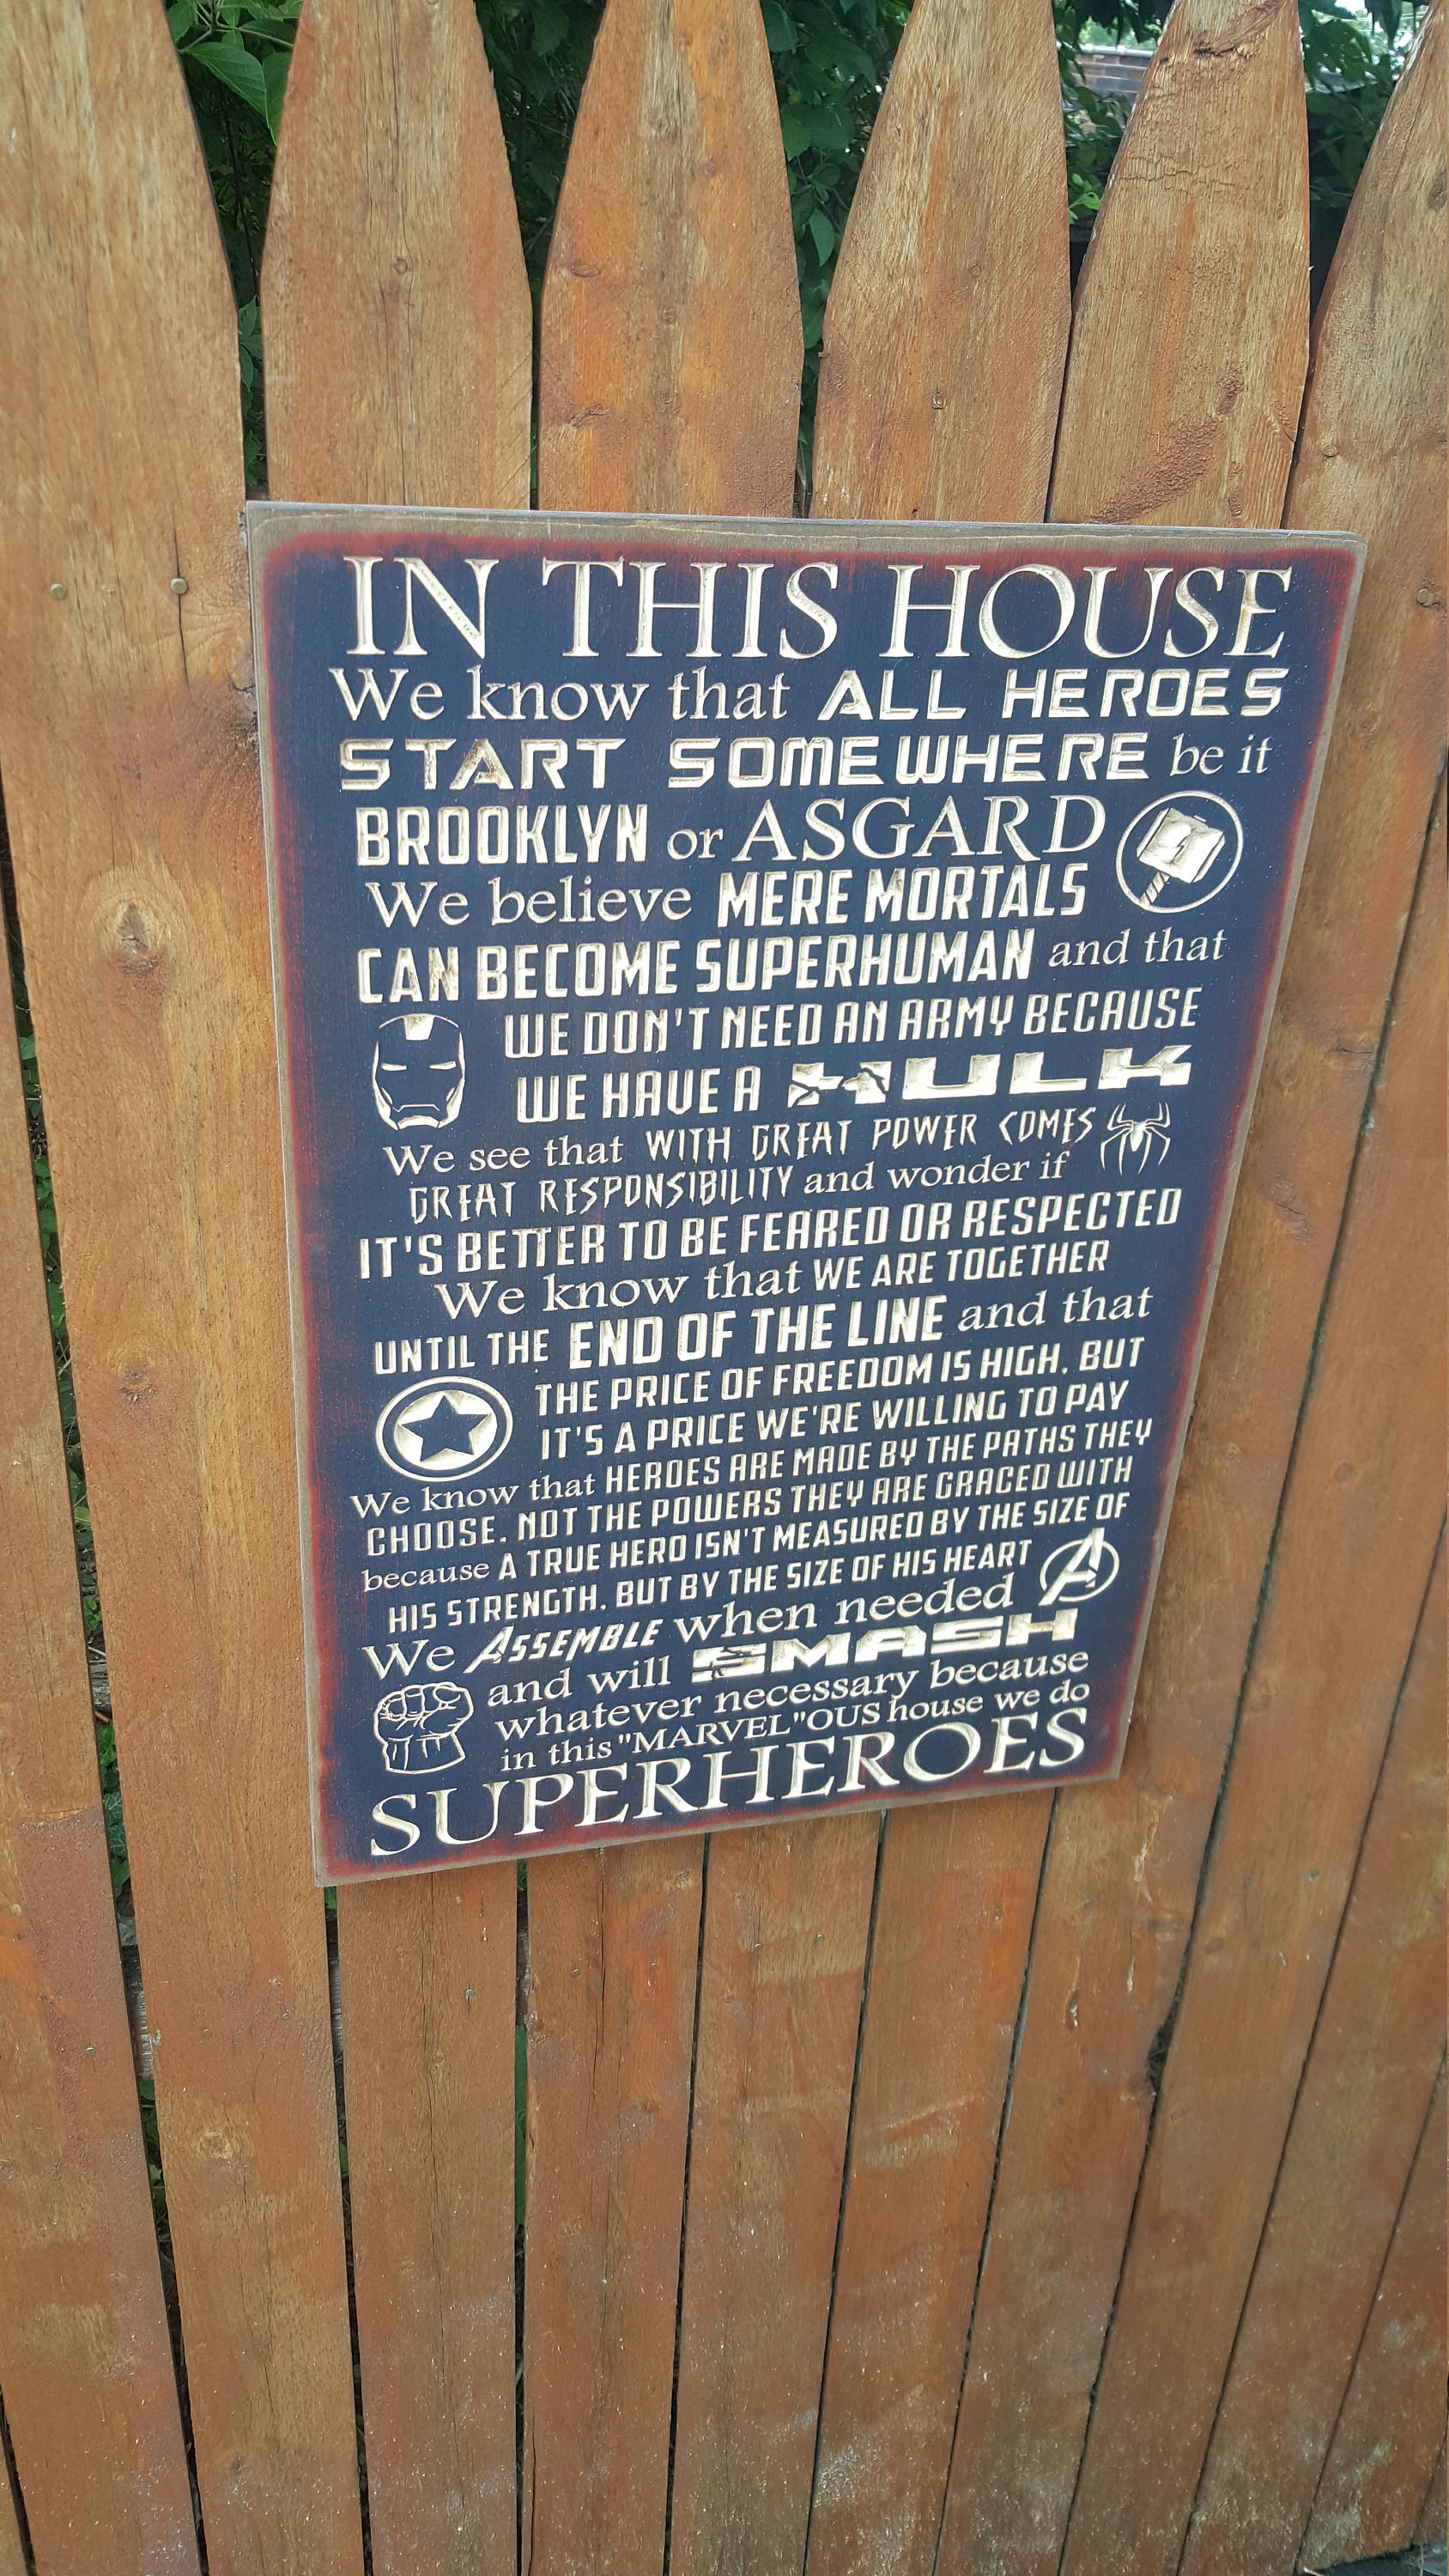 IN THIS HOUSE
We know that ALL HEROES
START SOMEWHERE be it
BROOKLYN or ASGARD
We believe MERE MORTALS
CAN BECOME SUPERHUMAN and that
WE DON'T NEED AN ARMY BECAUSE
WE HAVE A HULK
We see that WITH GREAT POWER COMES
GREAT RESPONSIBILITY and wonder if
IT'S BETTER TO BE FEARED OR RESPECTED
We know that WE ARE TOGETHER
UNTIL THE END OF THE LINE and that
THE PRICE OF FREEDOM IS HIGH, BUT
IT'S A PRICE WE'RE WILLING TO PAY
We know that HEROES ARE MADE BY THE PATHS THEY
CHOOSE, NOT THE POWERS THEY ARE GRACED WITH
because A TRUE HERO ISN'T MEASURED BY THE SIZE OF
HIS STRENGTH, BUT BY THE SIZE OF HIS HEART
We ASSEMBLE when needed
and will SMASH
whatever necessary because
in this "MARVEL"OUS house we do
SUPERHEROES